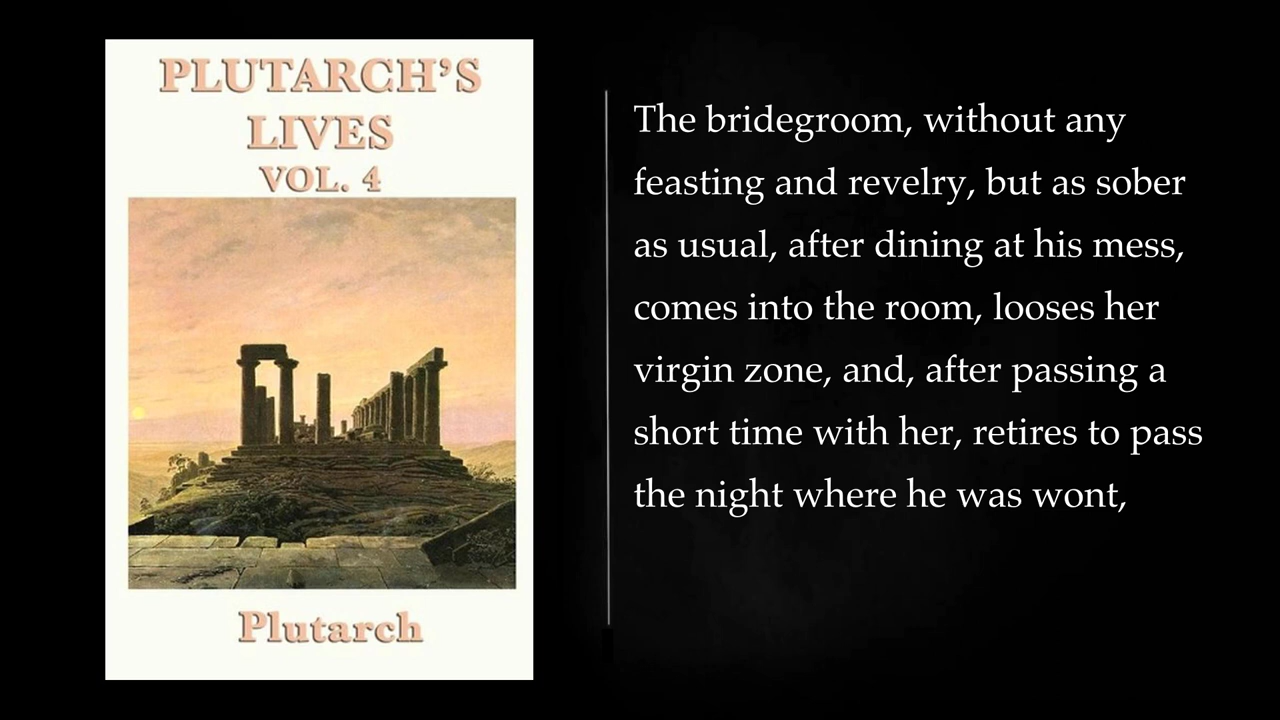 PLUTARCH'S
LIVES
VOL. 4
Plutarch
The bridegroom, without any
feasting and revelry, but as sober
as usual, after dining at his mess,
comes into the room, looses her
virgin zone, and, after passing a
short time with her, retires to pass
the night where he was wont,